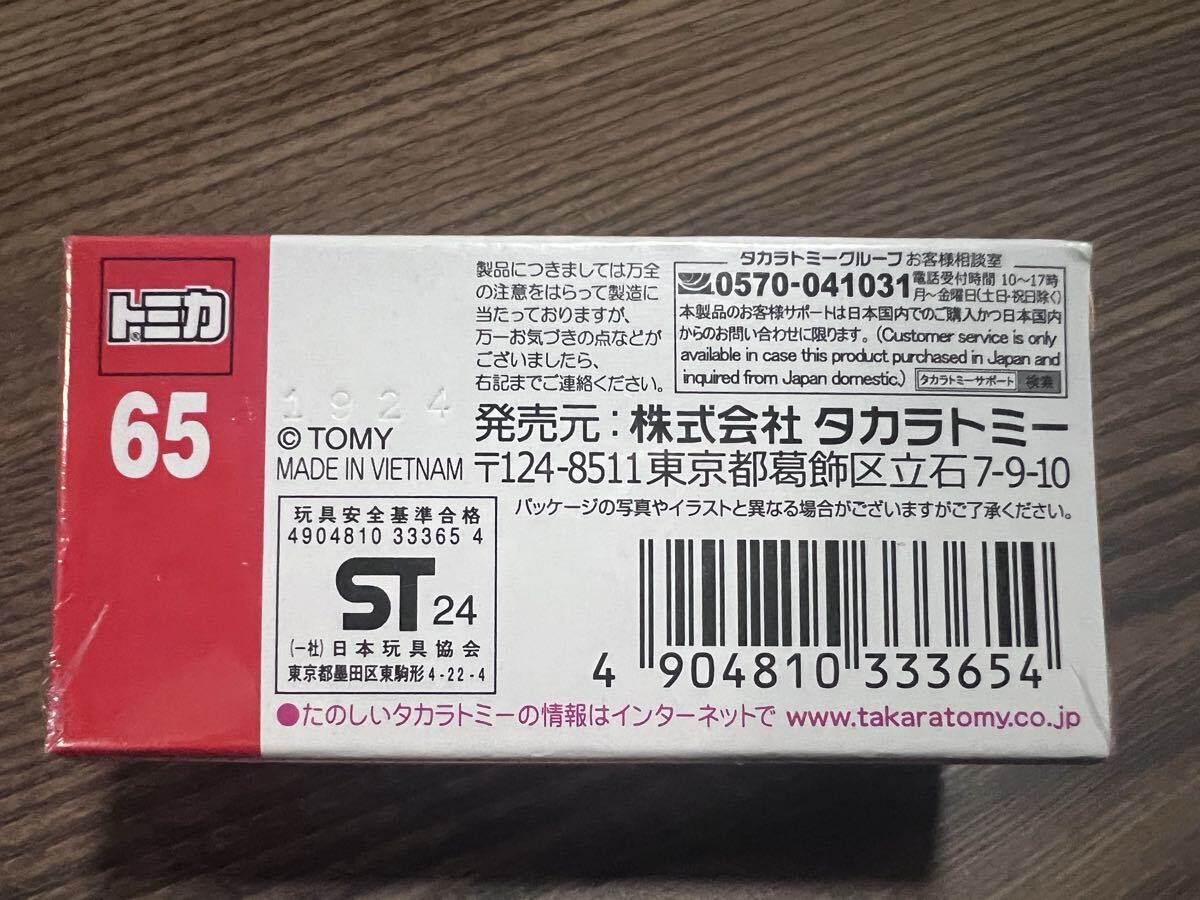 トミカ®
65
1924
© TOMY
MADE IN VIETNAM
製品につきましては万全
の注意をはらって製造に
当たっておりますが、
万一お気づきの点などが
ございましたら、
右記までご連絡ください。
タカラトミーグループ お客様相談室
0570-041031 電話受付時間 10〜17時
月〜金曜日(土日・祝日除く)
本製品のお客様サポートは日本国内でのご購入かつ日本国内
からのお問い合わせに限ります。(Customer service is only
available in case this product purchased in Japan and
inquired from Japan domestic.) タカラトミーサポート 検索
発売元:株式会社 タカラトミー
〒124-8511東京都葛飾区立石7-9-10
パッケージの写真やイラストと異なる場合がございますがご了承ください。
玩具安全基準合格
4904810 33365 4
ST 24
(一社)日本玩具協会
東京都墨田区東駒形4-22-4
4 904810 333654
●たのしいタカラトミーの情報はインターネットで www.takaratomy.co.jp